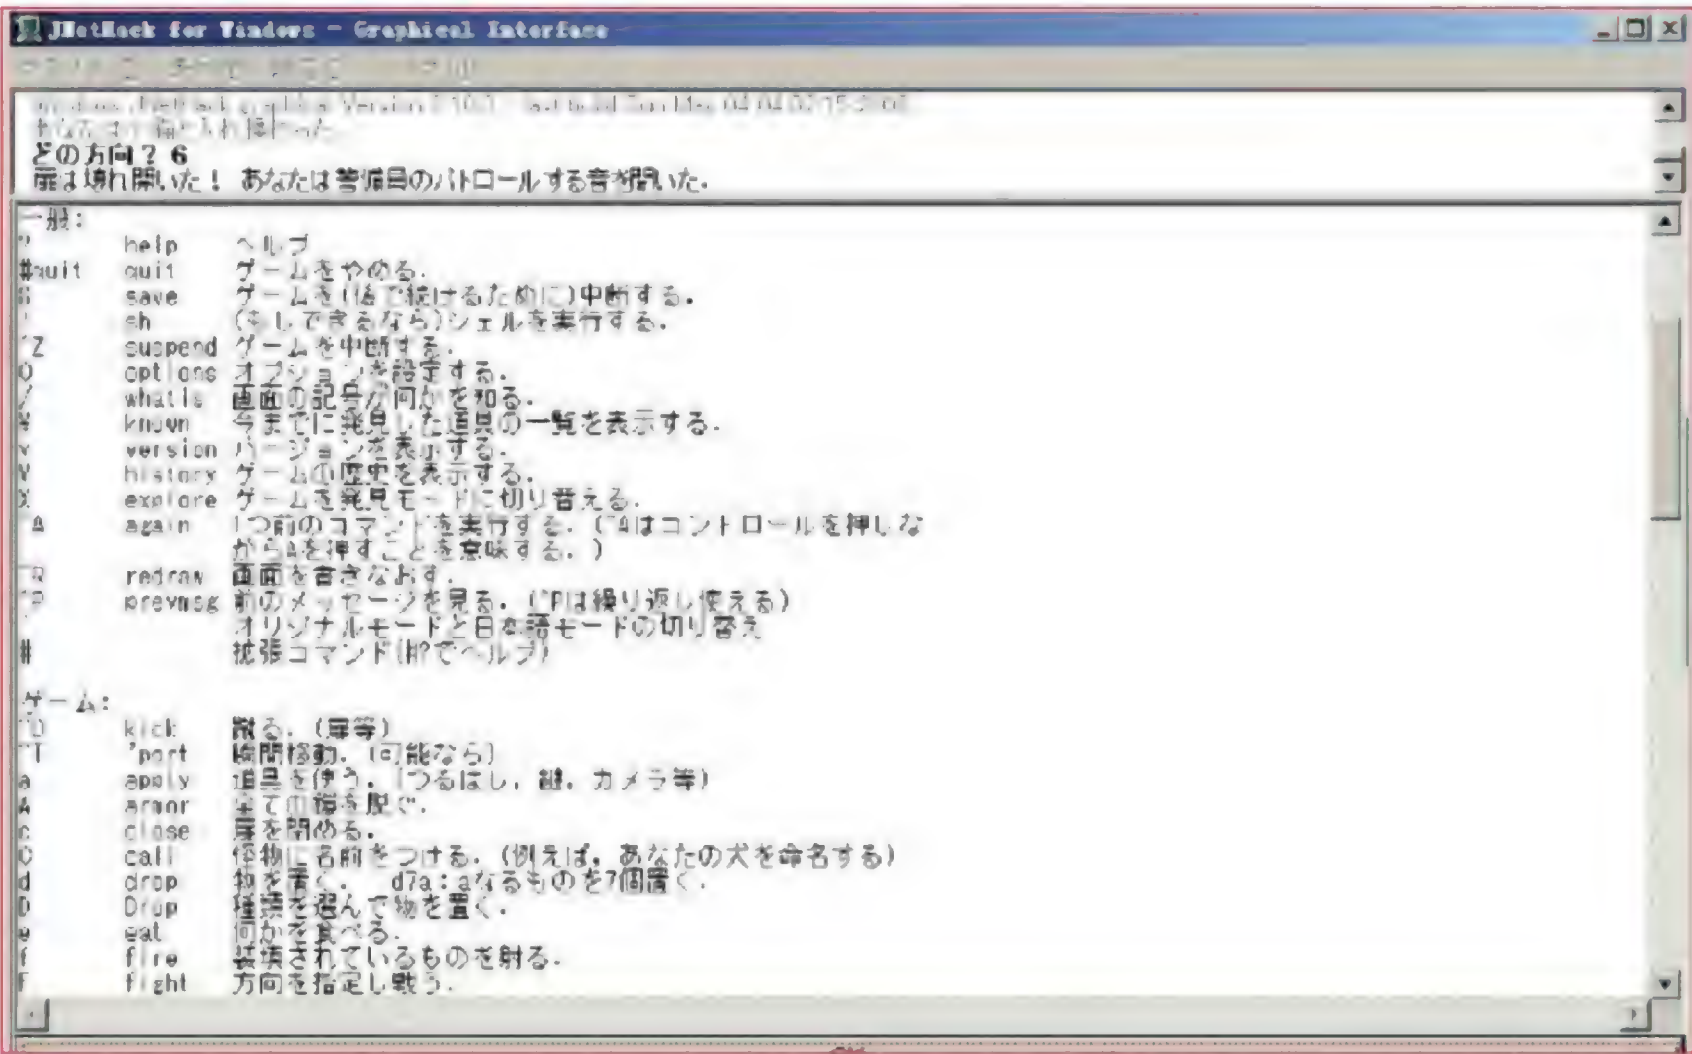 JNetHack for Windows - Graphical Interface
どの方向？ 6
扉は壊れ開いた！ あなたは警備員のパトロールする音を聞いた．
一般：
? help ヘルプ
#quit quit ゲームをやめる．
S save ゲームを(後で続けるために)中断する．
! sh (もしできるなら)シェルを実行する．
^Z suspend ゲームを中断する．
O options オプションを設定する．
/ whatis 画面の記号が何かを知る．
\ known 今までに発見した道具の一覧を表示する．
v version バージョンを表示する．
V history ゲームの歴史を表示する．
X explore ゲームを発見モードに切り替える．
^A again 1つ前のコマンドを実行する．(^Aはコントロールを押しな
がらAを押すことを意味する．)
^R redraw 画面を書きなおす．
^P prevmsg 前のメッセージを見る．(^Pは繰り返し使える)
オリジナルモードと日本語モードの切り替え
# 拡張コマンド(#?でヘルプ)
ゲーム：
^D kick 蹴る．(扉等)
^T 'port 瞬間移動．(可能なら)
a apply 道具を使う．(つるはし，鍵，カメラ等)
A armor 全ての鎧を脱ぐ．
c close 扉を閉める．
C call 怪物に名前をつける．(例えば，あなたの犬を命名する)
d drop 物を置く． d7a：aなるものを7個置く．
D Drop 種類を選んで物を置く．
e eat 何かを食べる．
f fire 装填されているものを射る．
F fight 方向を指定し戦う．